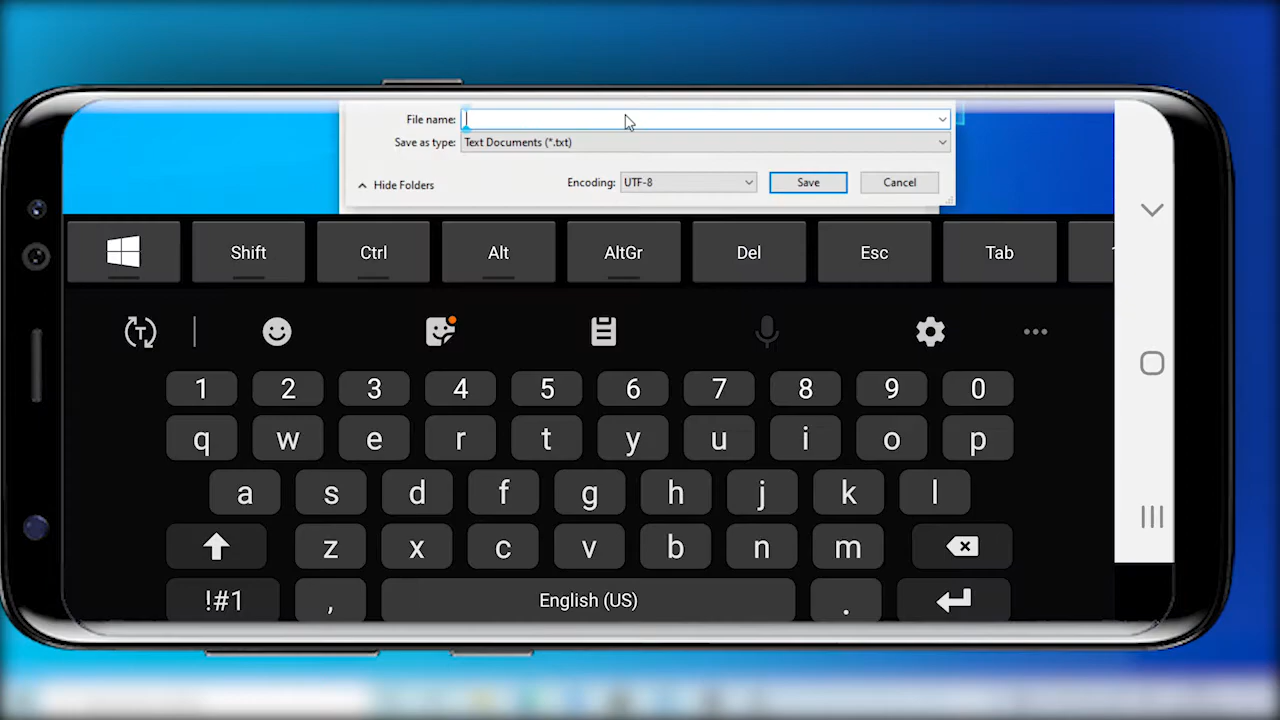 File name:
Save as type: Text Documents (*.txt)
Hide Folders Encoding: UTF-8 Save Cancel
Shift Ctrl Alt AltGr Del Esc Tab
T
1 2 3 4 5 6 7 8 9 0
q w e r t y u i o p
a s d f g h j k l
z x c v b n m
!#1 , English (US) .